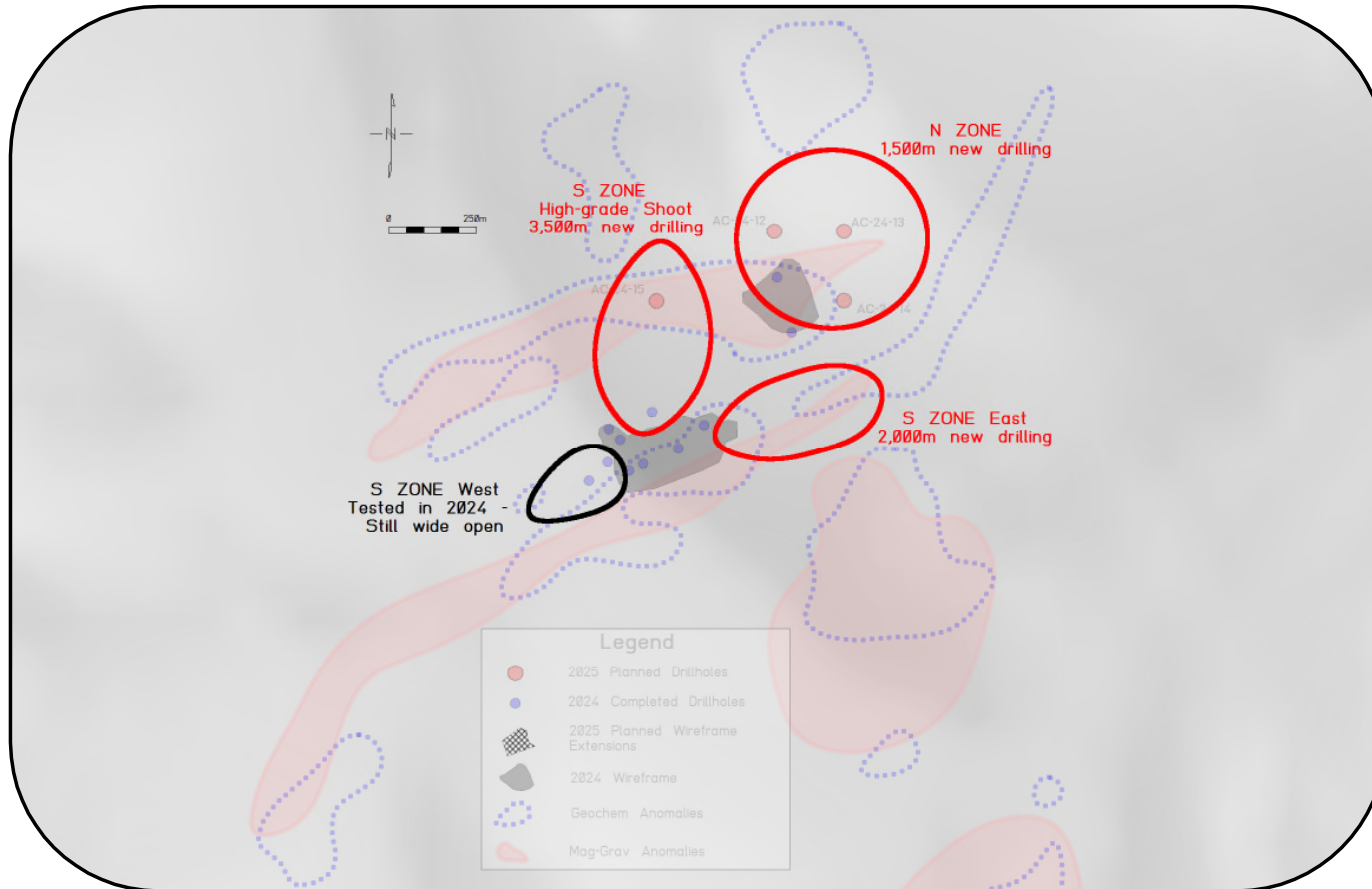 N ZONE
1,500m new drilling
N
S ZONE
High-grade Shoot
3,500m new drilling
0 250m
AC-24-12
AC-24-13
AC-24-15
AC-24-14
S ZONE East
2,000m new drilling
S ZONE West
Tested in 2024 -
Still wide open
Legend
2025 Planned Drillholes
2024 Completed Drillholes
2025 Planned Wireframe
Extensions
2024 Wireframe
Geochem Anomalies
Mag-Grav Anomalies